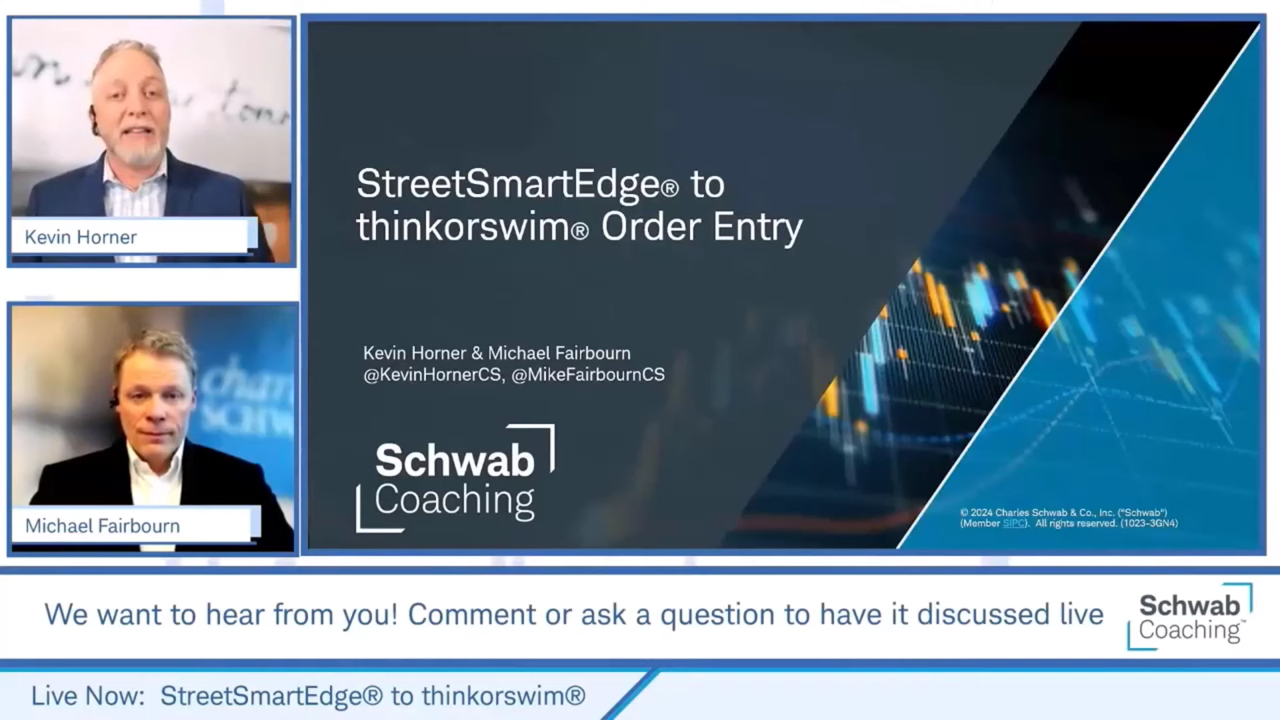 Kevin Horner
Michael Fairbourn
StreetSmartEdge® to
thinkorswim® Order Entry
Kevin Horner & Michael Fairbourn
@KevinHornerCS, @MikeFairbournCS
Schwab
Coaching
© 2024 Charles Schwab & Co., Inc. ("Schwab")
(Member SIPC). All rights reserved. (1023-3GN4)
We want to hear from you! Comment or ask a question to have it discussed live
Schwab
Coaching™
Live Now: StreetSmartEdge® to thinkorswim®